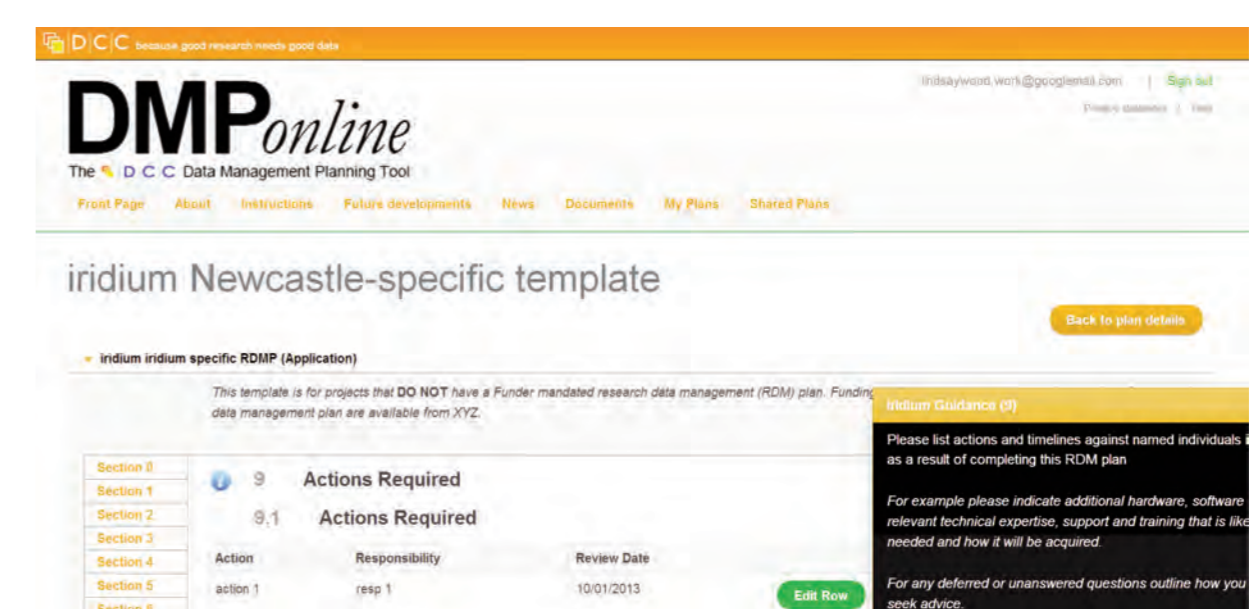 DCC because good research needs good data
lindsaywood.work@googlemail.com | Sign out
DMPonline
The DCC Data Management Planning Tool
Front Page About Instructions Future developments News Documents My Plans Shared Plans
iridium Newcastle-specific template
Back to plan details
iridium iridium specific RDMP (Application)
This template is for projects that DO NOT have a Funder mandated research data management (RDM) plan. Funding
data management plan are available from XYZ.
Iridium Guidance (9)
Please list actions and timelines against named individuals
as a result of completing this RDM plan
For example please indicate additional hardware, software
relevant technical expertise, support and training that is like
needed and how it will be acquired.
For any deferred or unanswered questions outline how you
seek advice.
Section 0
Section 1
Section 2
Section 3
Section 4
Section 5
Section 6
9 Actions Required
9.1 Actions Required
Action Responsibility Review Date
action 1 resp 1 10/01/2013
Edit Row